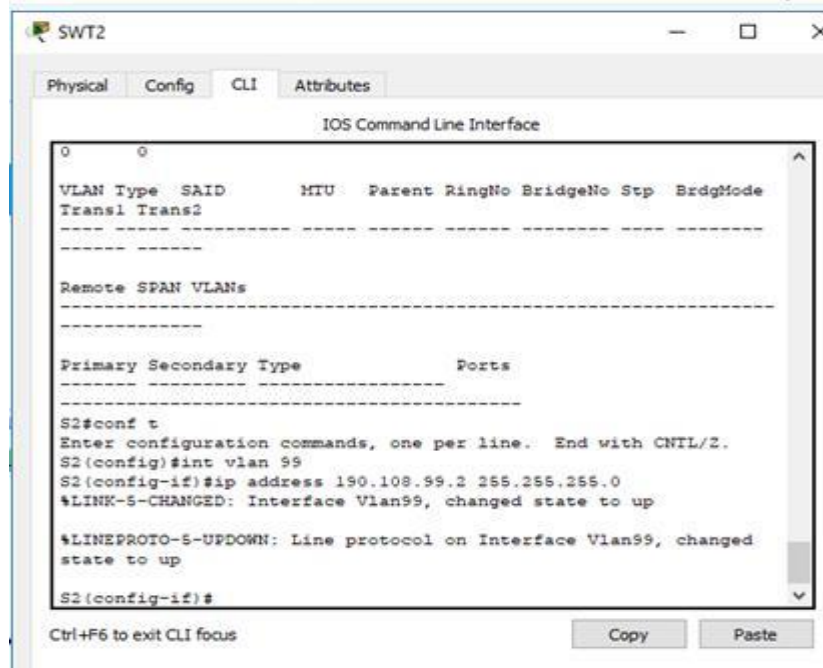 SWT2
Physical Config CLI Attributes
IOS Command Line Interface
0 0
VLAN Type SAID MTU Parent RingNo BridgeNo Stp BrdgMode
Trans1 Trans2
---- ----- ---------- ----- ------ ------ -------- ---- --------
------ ------
Remote SPAN VLANs
------------------------------------------------------------------
-------------
Primary Secondary Type Ports
------- --------- -----------------
------------------------------------------
S2#conf t
Enter configuration commands, one per line. End with CNTL/Z.
S2(config)#int vlan 99
S2(config-if)#ip address 190.108.99.2 255.255.255.0
%LINK-5-CHANGED: Interface Vlan99, changed state to up
%LINEPROTO-5-UPDOWN: Line protocol on Interface Vlan99, changed
state to up
S2(config-if)#
Ctrl+F6 to exit CLI focus
Copy Paste